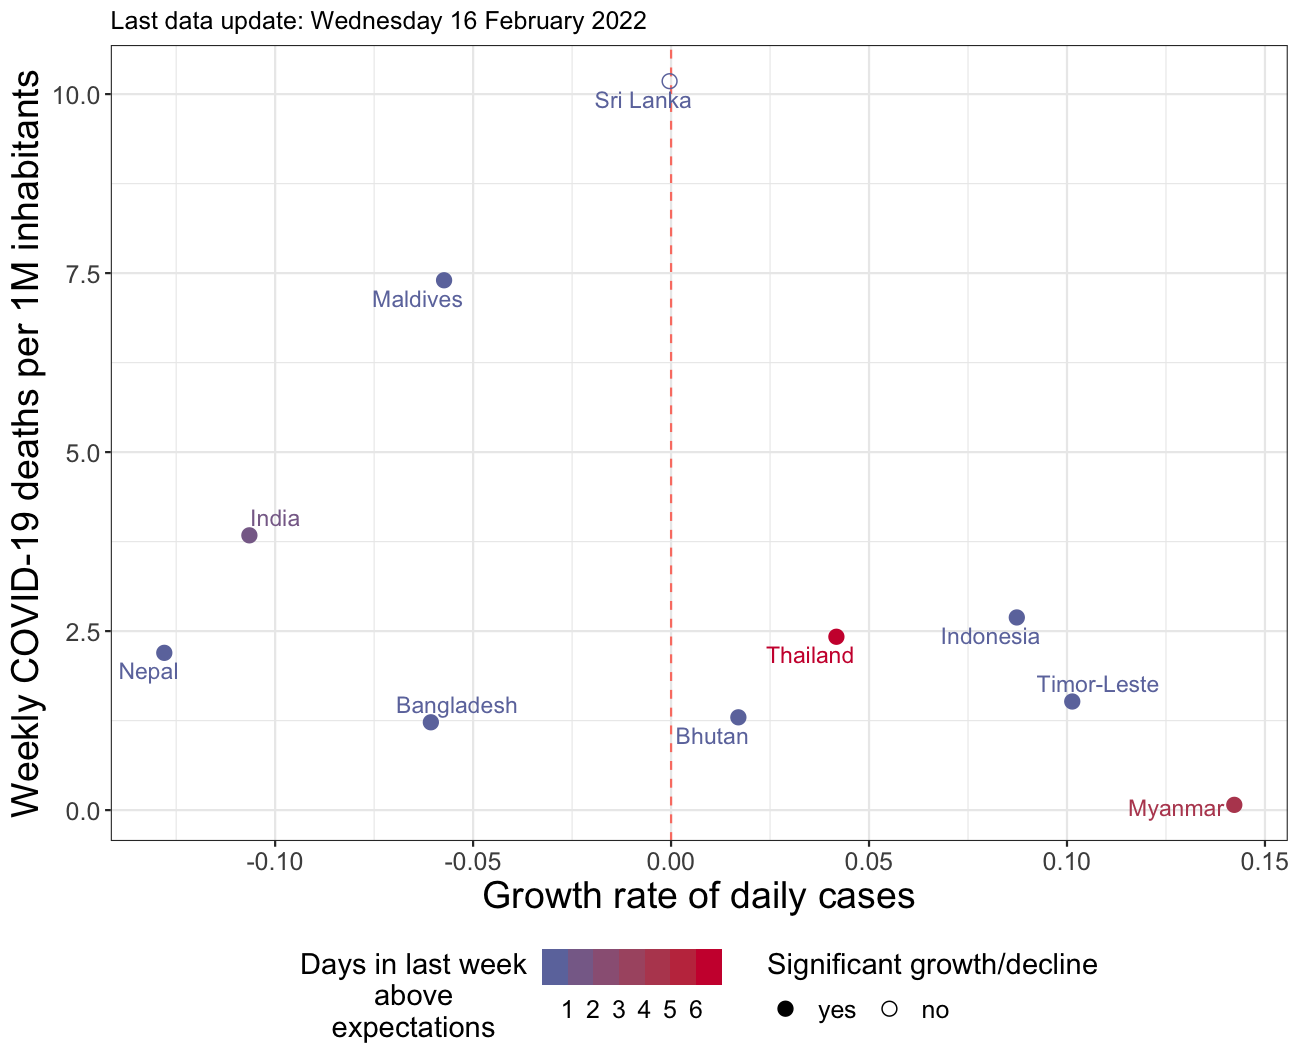 Last data update: Wednesday 16 February 2022
Weekly COVID-19 deaths per 1M inhabitants
10.0
7.5
5.0
2.5
0.0
Sri Lanka
Maldives
India
Nepal
Bangladesh
Thailand
Bhutan
Indonesia
Timor-Leste
Myanmar
-0.10 -0.05 0.00 0.05 0.10 0.15
Growth rate of daily cases
Days in last week
above
expectations
1 2 3 4 5 6
Significant growth/decline
yes no